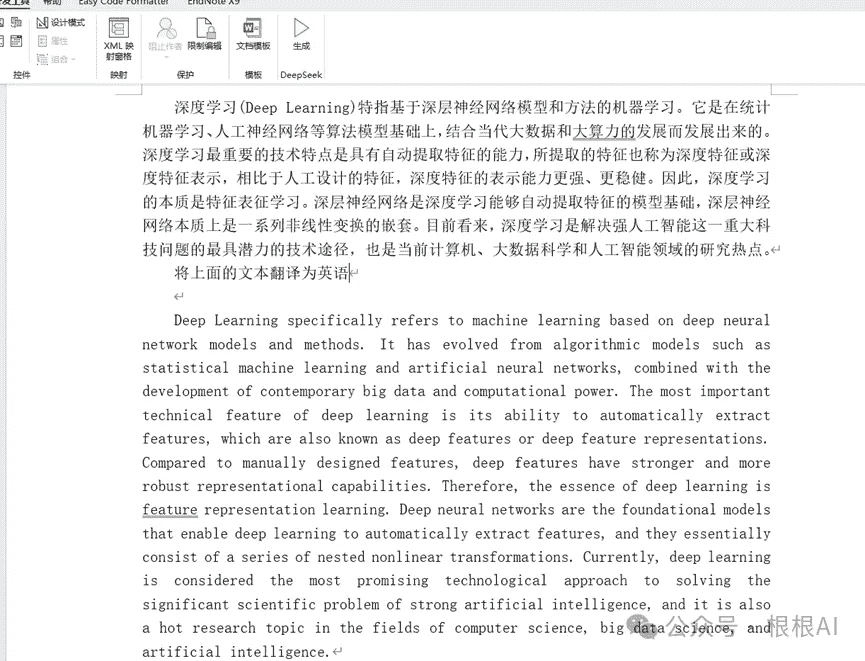 帮助 Easy Code Formatter EndNote X9
设计模式
属性
组合
控件
XML 映
射窗格
映射
阻止作者
限制编辑
保护
文档模板
模板
生成
DeepSeek
深度学习(Deep Learning)特指基于深层神经网络模型和方法的机器学习。它是在统计
机器学习、人工神经网络等算法模型基础上，结合当代大数据和大算力的发展而发展出来的。
深度学习最重要的技术特点是具有自动提取特征的能力，所提取的特征也称为深度特征或深
度特征表示，相比于人工设计的特征，深度特征的表示能力更强、更稳健。因此，深度学习
的本质是特征表征学习。深层神经网络是深度学习能够自动提取特征的模型基础，深层神经
网络本质上是一系列非线性变换的嵌套。目前看来，深度学习是解决强人工智能这一重大科
技问题的最具潜力的技术途径，也是当前计算机、大数据科学和人工智能领域的研究热点。
将上面的文本翻译为英语
Deep Learning specifically refers to machine learning based on deep neural
network models and methods. It has evolved from algorithmic models such as
statistical machine learning and artificial neural networks, combined with the
development of contemporary big data and computational power. The most important
technical feature of deep learning is its ability to automatically extract
features, which are also known as deep features or deep feature representations.
Compared to manually designed features, deep features have stronger and more
robust representational capabilities. Therefore, the essence of deep learning is
feature representation learning. Deep neural networks are the foundational models
that enable deep learning to automatically extract features, and they essentially
consist of a series of nested nonlinear transformations. Currently, deep learning
is considered the most promising technological approach to solving the
significant scientific problem of strong artificial intelligence, and it is also
a hot research topic in the fields of computer science, big data science, and
artificial intelligence.
公众号 · 根根AI